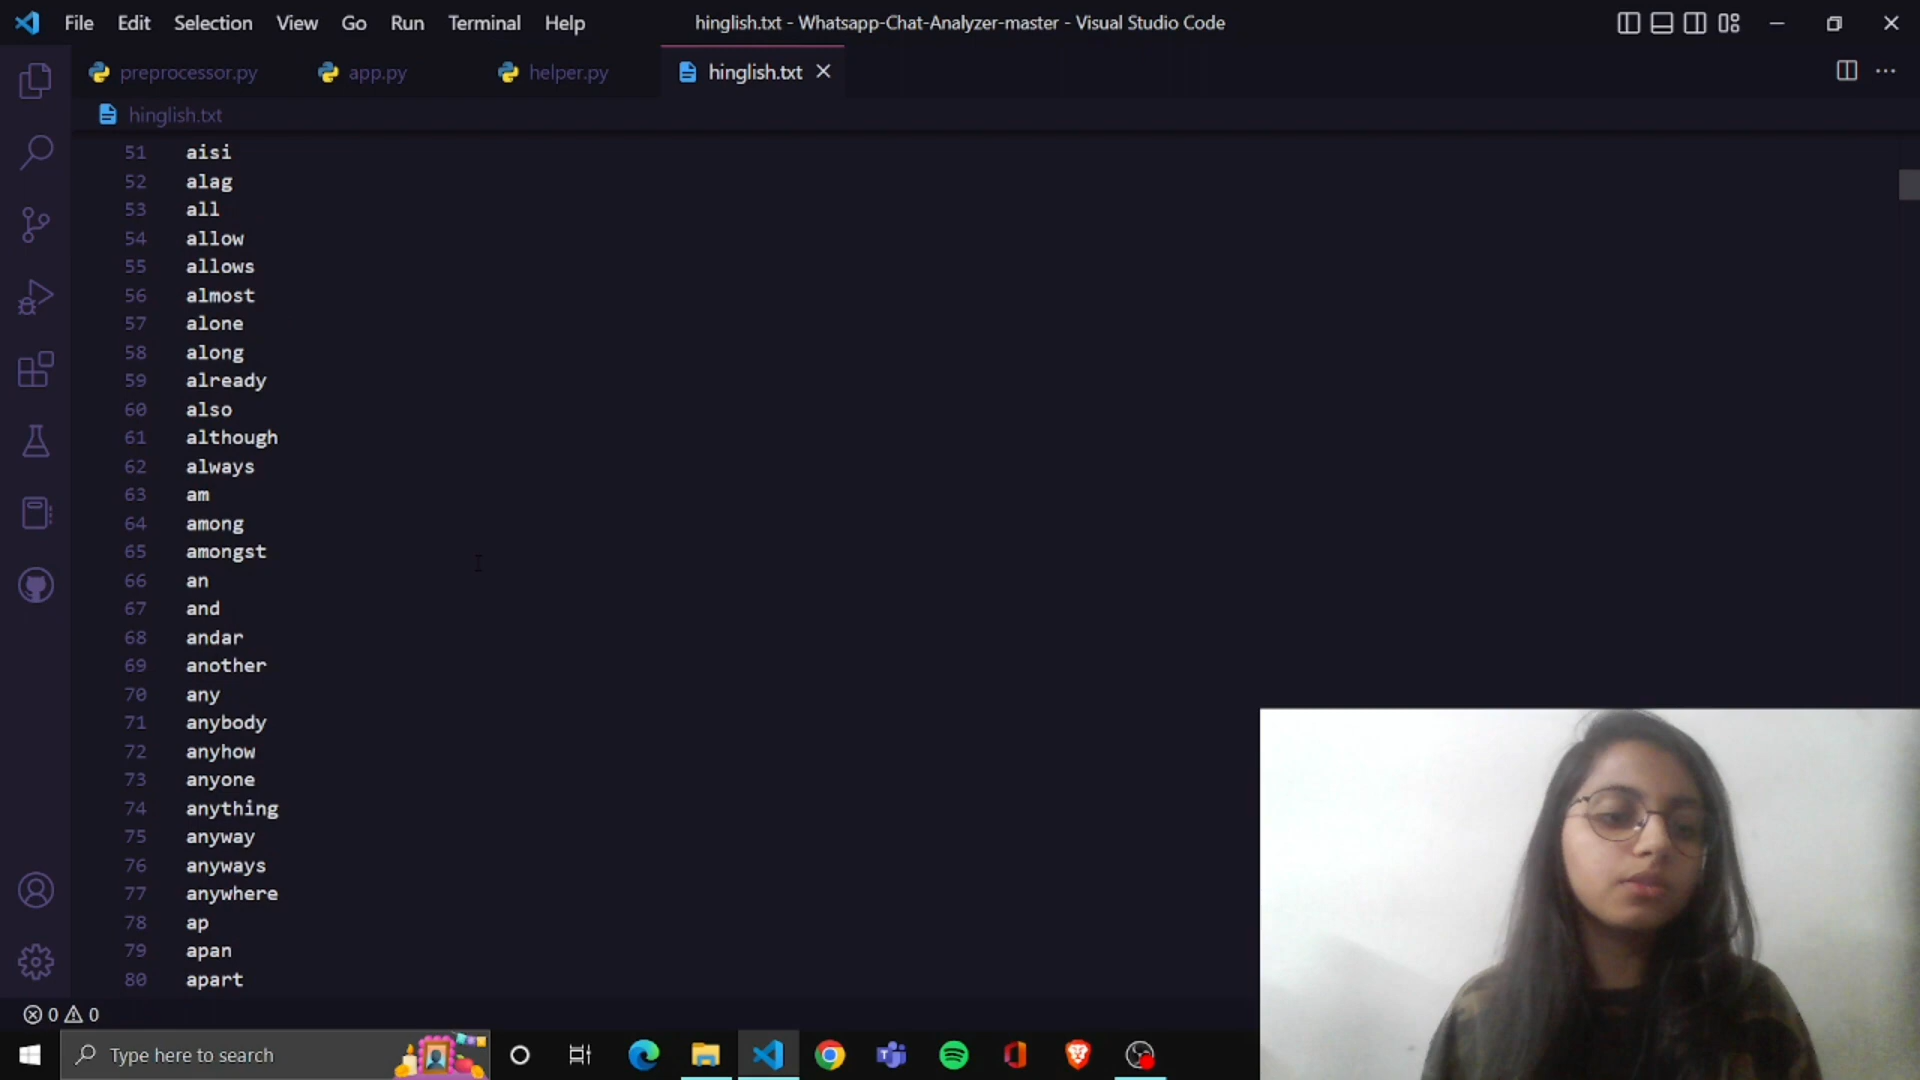 File Edit Selection View Go Run Terminal Help hinglish.txt - Whatsapp-Chat-Analyzer-master - Visual Studio Code
preprocessor.py app.py helper.py hinglish.txt
hinglish.txt
51 aisi
52 alag
53 all
54 allow
55 allows
56 almost
57 alone
58 along
59 already
60 also
61 although
62 always
63 am
64 among
65 amongst
66 an
67 and
68 andar
69 another
70 any
71 anybody
72 anyhow
73 anyone
74 anything
75 anyway
76 anyways
77 anywhere
78 ap
79 apan
80 apart
0 0
Type here to search